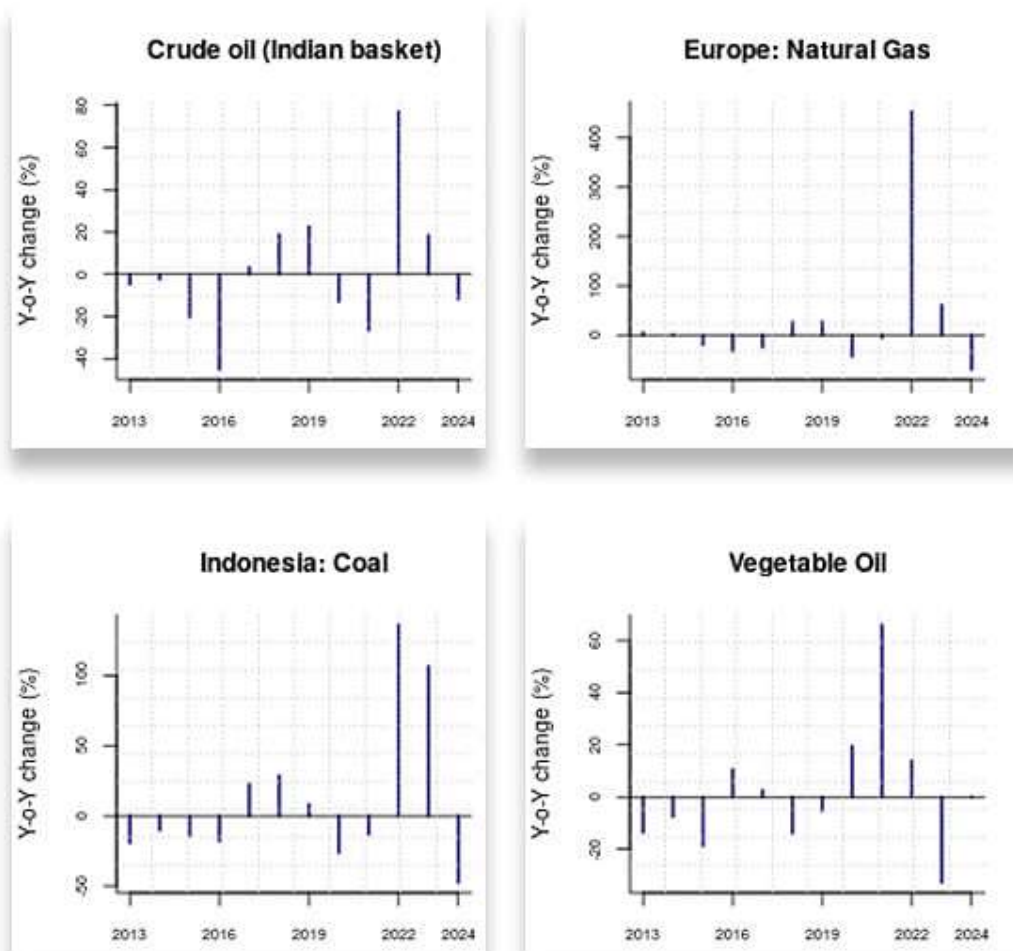 Crude oil (Indian basket)
Y-o-Y change (%)
80
60
40
20
0
-20
-40
2013 2016 2019 2022 2024
Europe: Natural Gas
Y-o-Y change (%)
400
300
200
100
0
2013 2016 2019 2022 2024
Indonesia: Coal
Y-o-Y change (%)
100
50
0
-50
2013 2016 2019 2022 2024
Vegetable Oil
Y-o-Y change (%)
60
40
20
0
-20
2013 2016 2019 2022 2024